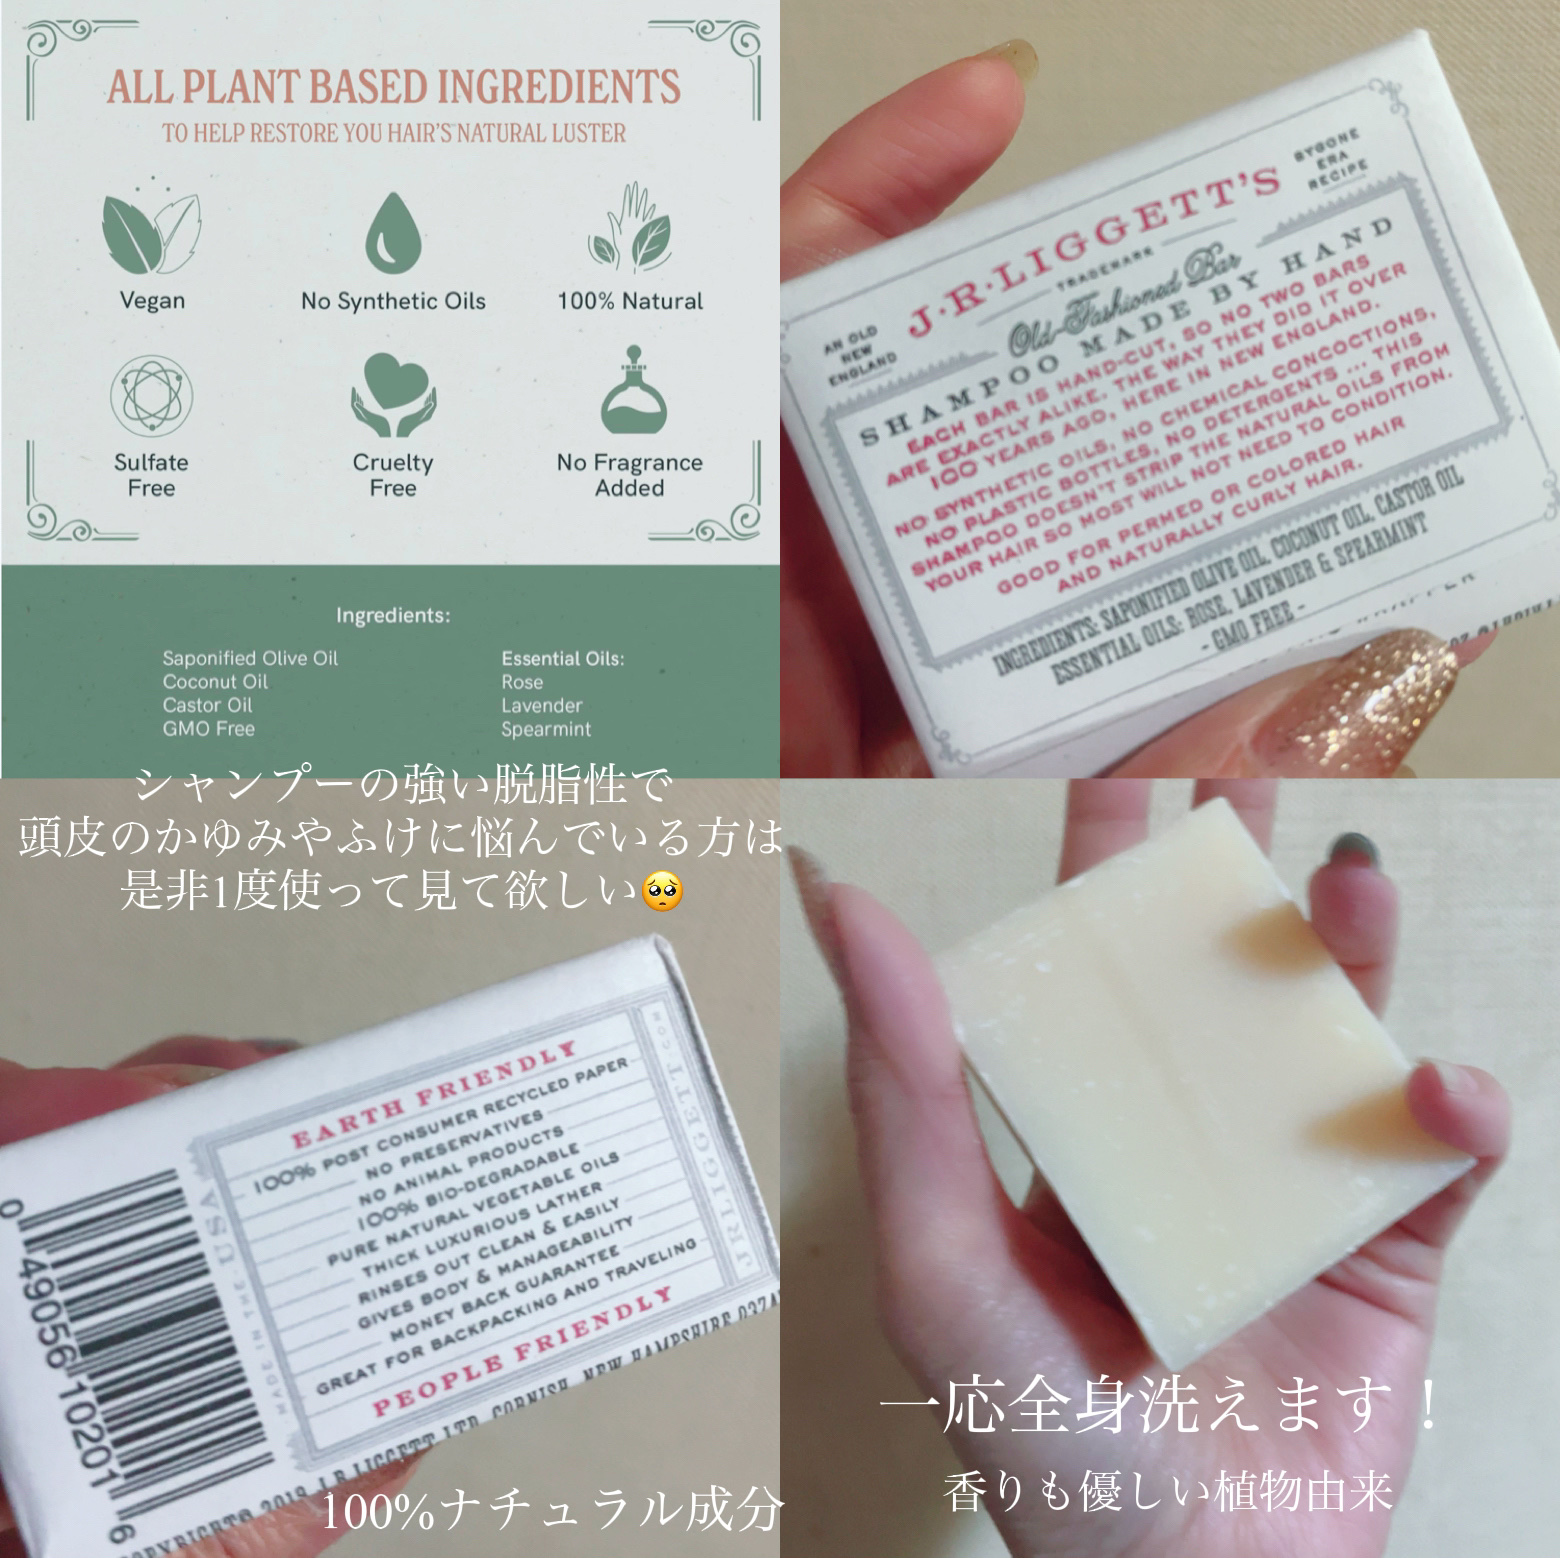 ALL PLANT BASED INGREDIENTS
TO HELP RESTORE YOU HAIR'S NATURAL LUSTER
Vegan
No Synthetic Oils
100% Natural
Sulfate
Free
Cruelty
Free
No Fragrance
Added
Ingredients:
Saponified Olive Oil
Coconut Oil
Castor Oil
GMO Free
Essential Oils:
Rose
Lavender
Spearmint
AN OLD
NEW
ENGLAND
J·R·LIGGETT'S
TRADEMARK
BYGONE
ERA
RECIPE
Old-Fashioned Bar
SHAMPOO MADE BY HAND
EACH BAR IS HAND-CUT, SO NO TWO BARS
ARE EXACTLY ALIKE. THE WAY THEY DID IT OVER
100 YEARS AGO, HERE IN NEW ENGLAND.
NO SYNTHETIC OILS, NO CHEMICAL CONCOCTIONS,
NO PLASTIC BOTTLES, NO DETERGENTS ... THIS
SHAMPOO DOESN'T STRIP THE NATURAL OILS FROM
YOUR HAIR SO MOST WILL NOT NEED TO CONDITION.
GOOD FOR PERMED OR COLORED HAIR
AND NATURALLY CURLY HAIR.
INGREDIENTS: SAPONIFIED OLIVE OIL, COCONUT OIL, CASTOR OIL
ESSENTIAL OILS: ROSE, LAVENDER & SPEARMINT
- GMO FREE -
シャンプーの強い脱脂性で
頭皮のかゆみやふけに悩んでいる方は
是非1度使って見て欲しい🥺
EARTH FRIENDLY
100% POST CONSUMER RECYCLED PAPER
NO PRESERVATIVES
NO ANIMAL PRODUCTS
100% BIO-DEGRADABLE
PURE NATURAL VEGETABLE OILS
THICK LUXURIOUS LATHER
RINSES OUT CLEAN & EASILY
GIVES BODY & MANAGEABILITY
MONEY BACK GUARANTEE
GREAT FOR BACKPACKING AND TRAVELING
PEOPLE FRIENDLY
MADE IN THE USA
JRLIGGETT.COM
0 49056 10201 6
COPYRIGHT© 2019 J.R.LIGGETT LTD. CORNISH, NEW HAMPSHIRE
100%ナチュラル成分
一応全身洗えます！
香りも優しい植物由来